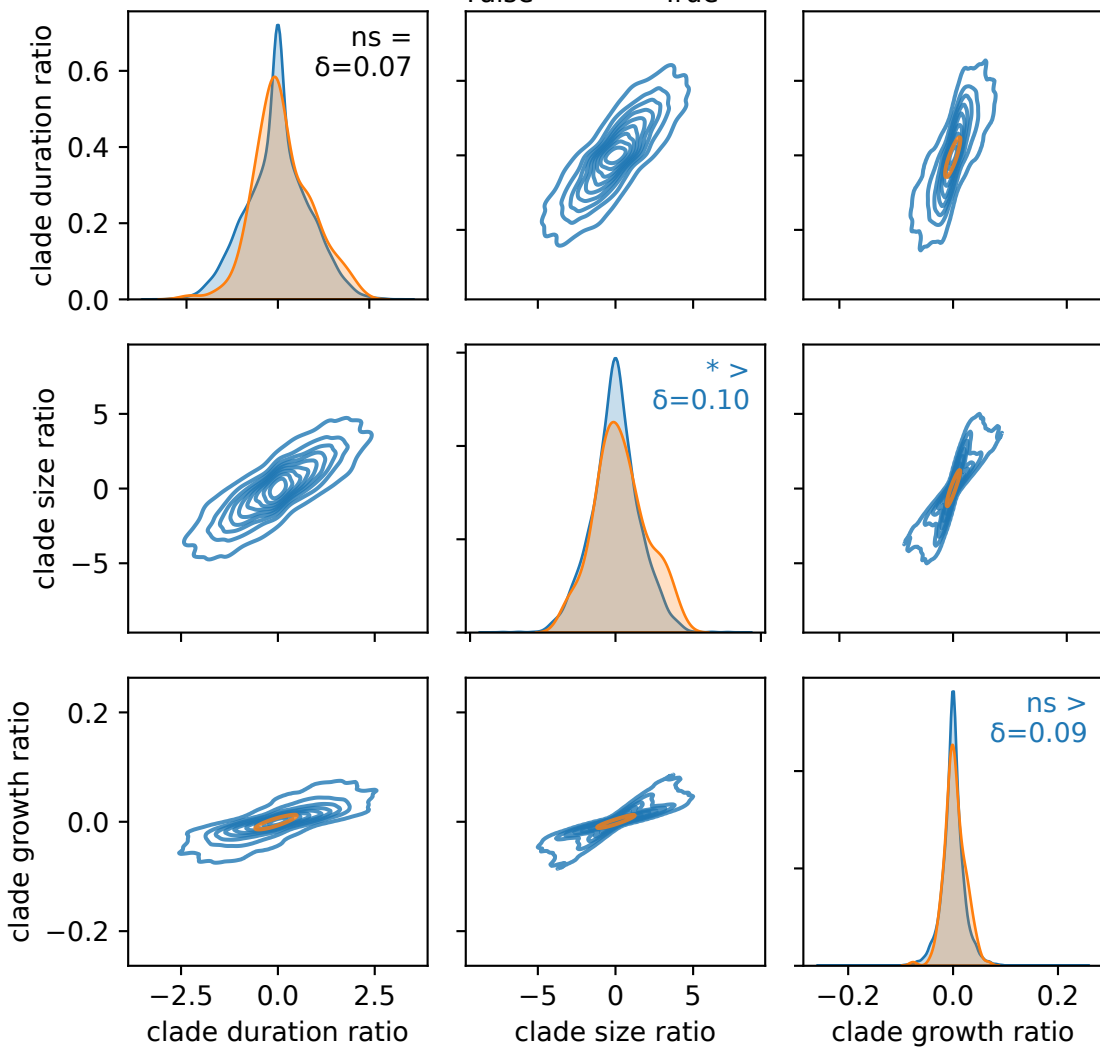 clade duration ratio
0.6
0.4
0.2
0.0
ns =
δ=0.07
clade size ratio
5
0
−5
* >
δ=0.10
clade growth ratio
0.2
0.0
−0.2
ns >
δ=0.09
−2.5 0.0 2.5
−5 0 5
−0.2 0.0 0.2
clade duration ratio
clade size ratio
clade growth ratio